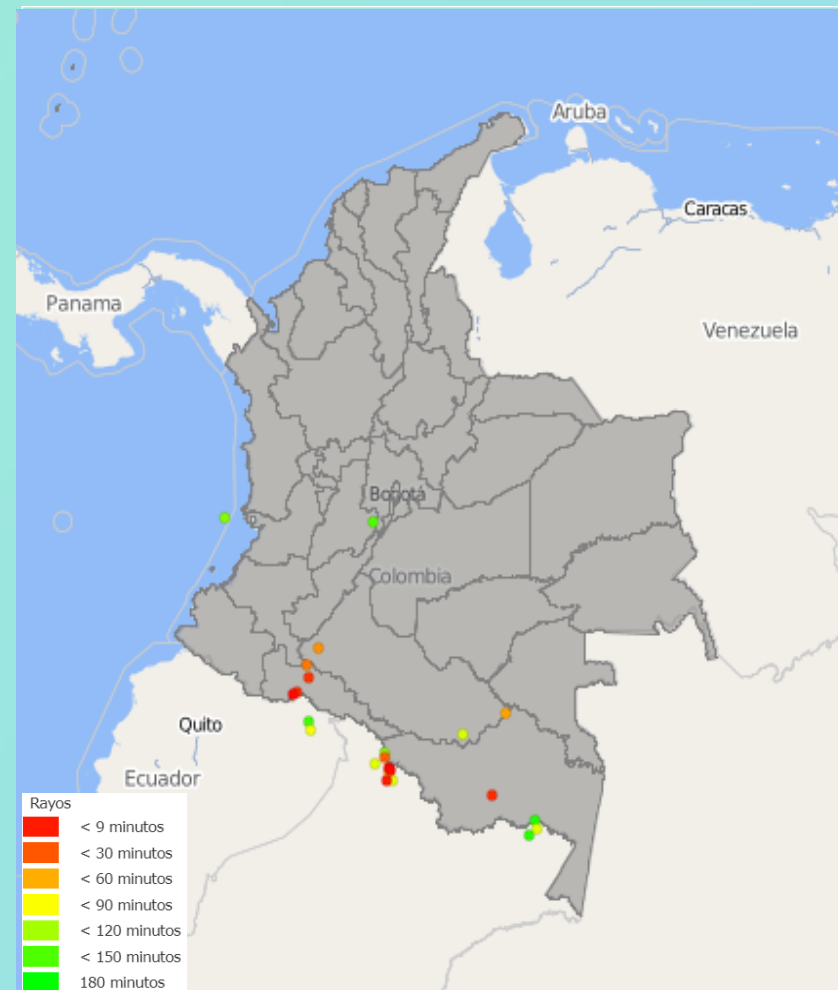 Aruba
Caracas
Panama
Venezuela
Bogotá
Colombia
Quito
Ecuador
Rayos
< 9 minutos
< 30 minutos
< 60 minutos
< 90 minutos
< 120 minutos
< 150 minutos
180 minutos